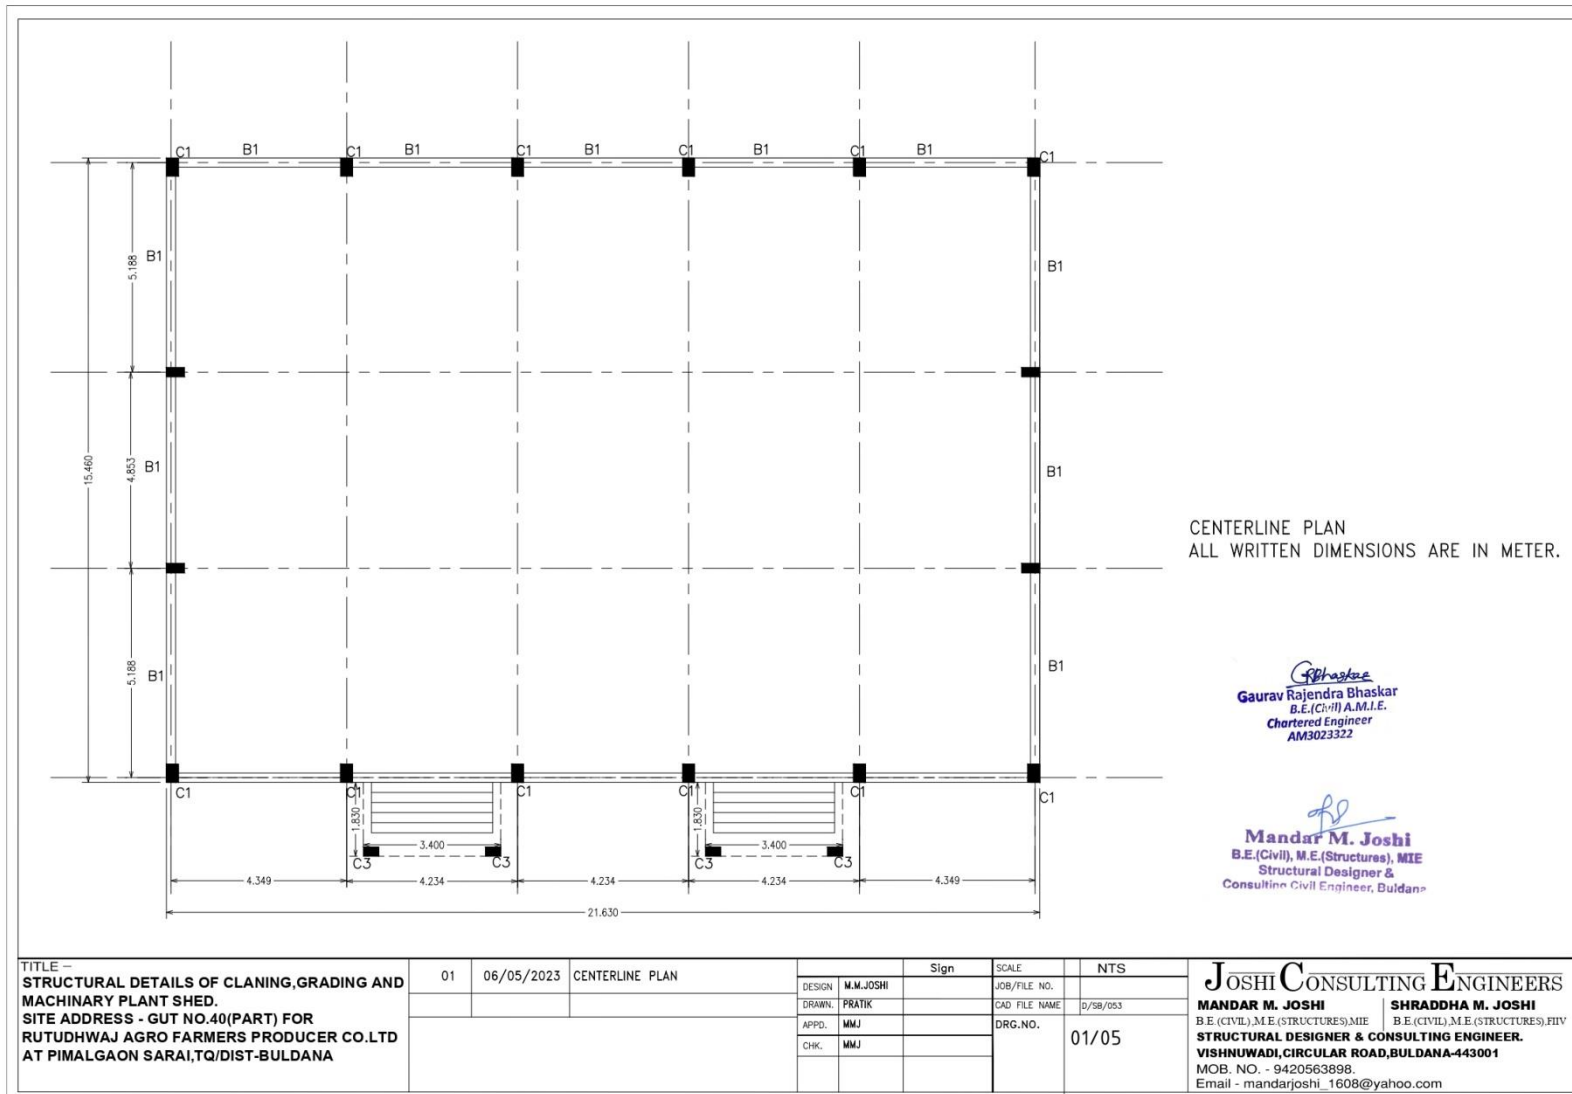 C1 B1 C1 B1 C1 B1 C1 B1 C1 B1 C1
5.188 B1 B1
15.460 4.853 B1 B1
5.188 B1 B1
C1 C1 C1 C1 C1 C1
1.830 3.400 1.830 3.400
C3 C3 C3 C3
4.349 4.234 4.234 4.234 4.349
21.630
CENTERLINE PLAN
ALL WRITTEN DIMENSIONS ARE IN METER.
GRBhaskar
Gaurav Rajendra Bhaskar
B.E.(Civil) A.M.I.E.
Chartered Engineer
AM3023322
Mandar M. Joshi
B.E.(Civil), M.E.(Structures), MIE
Structural Designer &
Consulting Civil Engineer, Buldana
TITLE –
STRUCTURAL DETAILS OF CLANING,GRADING AND
MACHINARY PLANT SHED.
SITE ADDRESS - GUT NO.40(PART) FOR
RUTUDHWAJ AGRO FARMERS PRODUCER CO.LTD
AT PIMALGAON SARAI,TQ/DIST-BULDANA
01 06/05/2023 CENTERLINE PLAN
Sign
DESIGN M.M.JOSHI
DRAWN. PRATIK
APPD. MMJ
CHK. MMJ
SCALE NTS
JOB/FILE NO.
CAD FILE NAME D/SB/053
DRG.NO. 01/05
JOSHI CONSULTING ENGINEERS
MANDAR M. JOSHI SHRADDHA M. JOSHI
B.E.(CIVIL),M.E.(STRUCTURES),MIE B.E.(CIVIL),M.E.(STRUCTURES),FIIV
STRUCTURAL DESIGNER & CONSULTING ENGINEER.
VISHNUWADI,CIRCULAR ROAD,BULDANA-443001
MOB. NO. - 9420563898.
Email - mandarjoshi_1608@yahoo.com